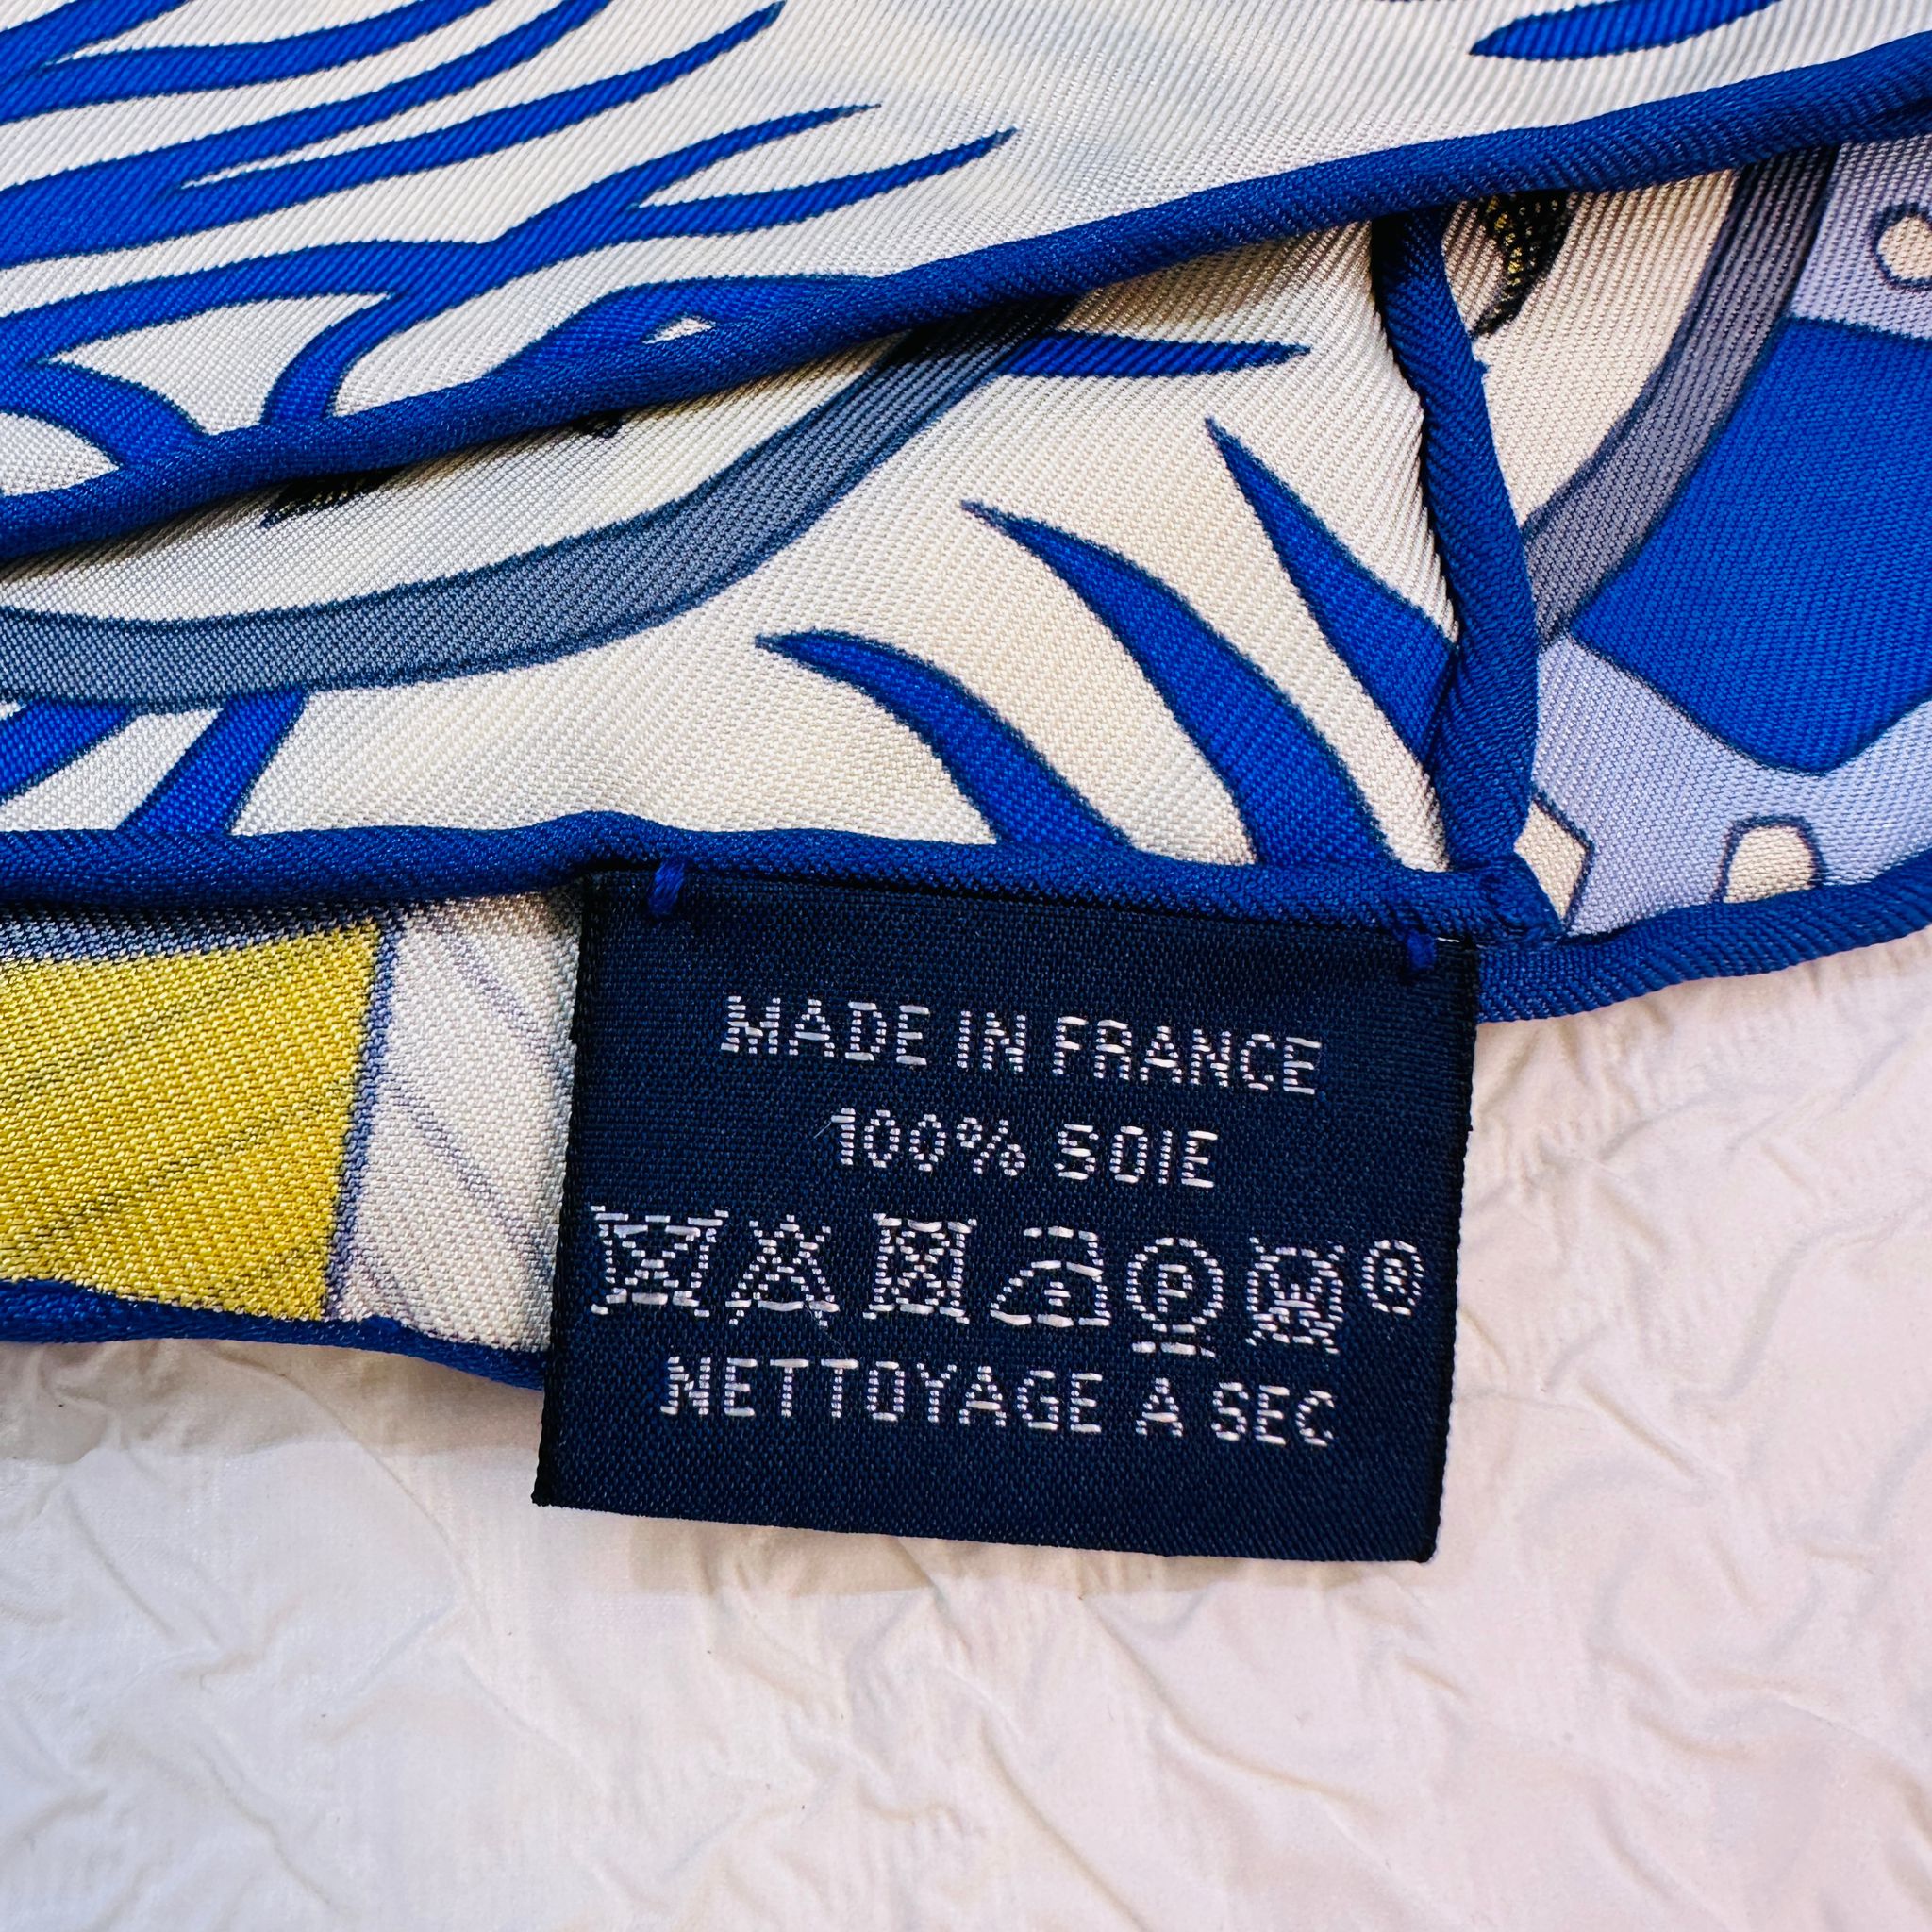 MADE IN FRANCE
100% SOIE
P W ®
NETTOYAGE A SEC